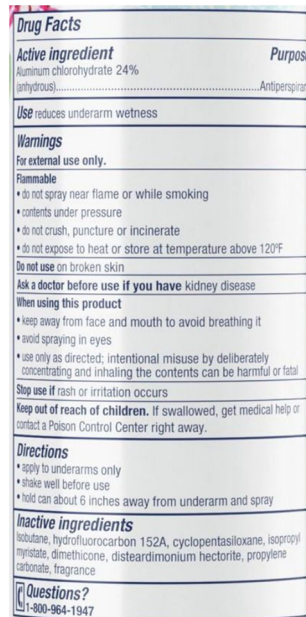 Drug Facts
Active ingredient Purpose
Aluminum chlorohydrate 24%
(anhydrous)..........Antiperspirant
Use reduces underarm wetness
Warnings
For external use only.
Flammable
• do not spray near flame or while smoking
• contents under pressure
• do not crush, puncture or incinerate
• do not expose to heat or store at temperature above 120ºF
Do not use on broken skin
Ask a doctor before use if you have kidney disease
When using this product
• keep away from face and mouth to avoid breathing it
• avoid spraying in eyes
• use only as directed; intentional misuse by deliberately
concentrating and inhaling the contents can be harmful or fatal
Stop use if rash or irritation occurs
Keep out of reach of children. If swallowed, get medical help or
contact a Poison Control Center right away.
Directions
• apply to underarms only
• shake well before use
• hold can about 6 inches away from underarm and spray
Inactive ingredients
Isobutane, hydrofluorocarbon 152A, cyclopentasiloxane, isopropyl
myristate, dimethicone, disteardimonium hectorite, propylene
carbonate, fragrance
Questions?
1-800-964-1947